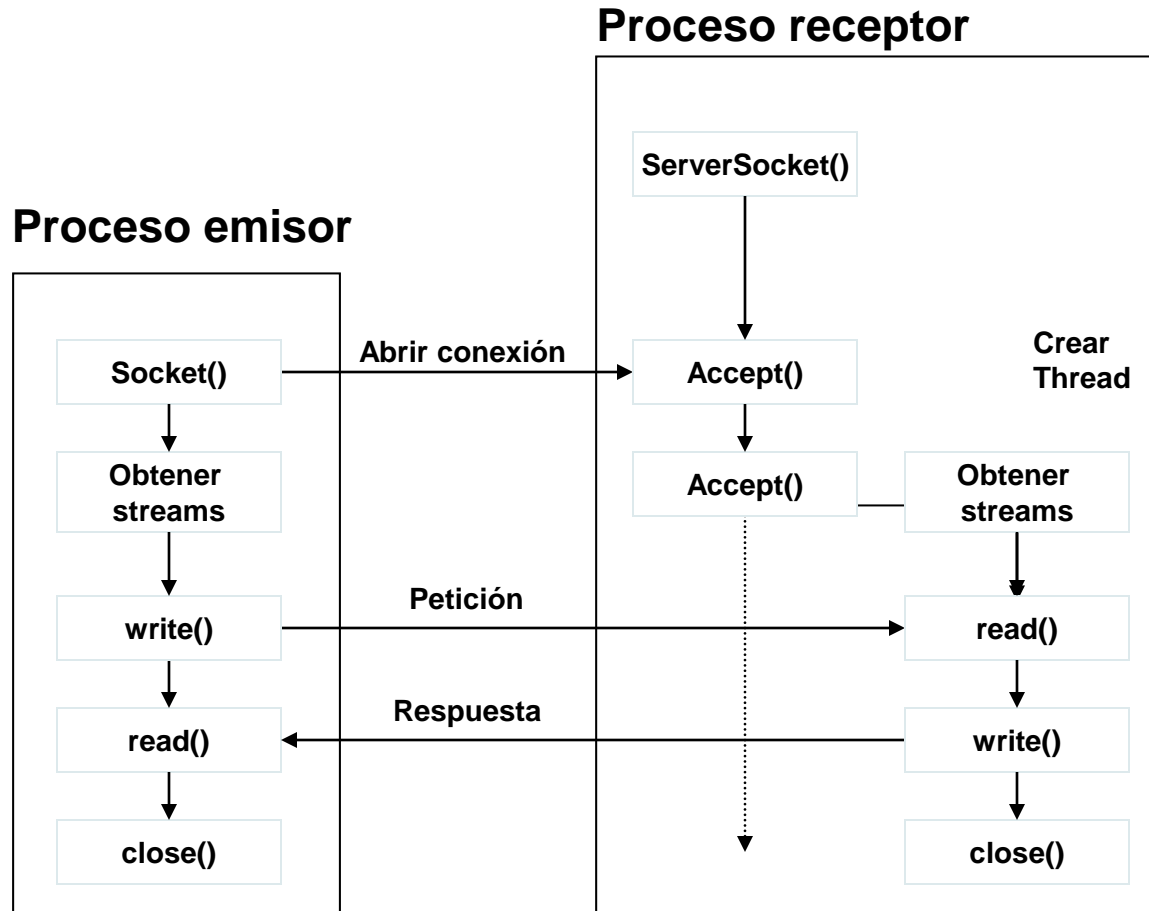 Proceso receptor
ServerSocket()
Proceso emisor
Socket()
Abrir conexión
Accept()
Crear
Thread
Obtener
streams
Accept()
Obtener
streams
write()
Petición
read()
read()
Respuesta
write()
close()
close()